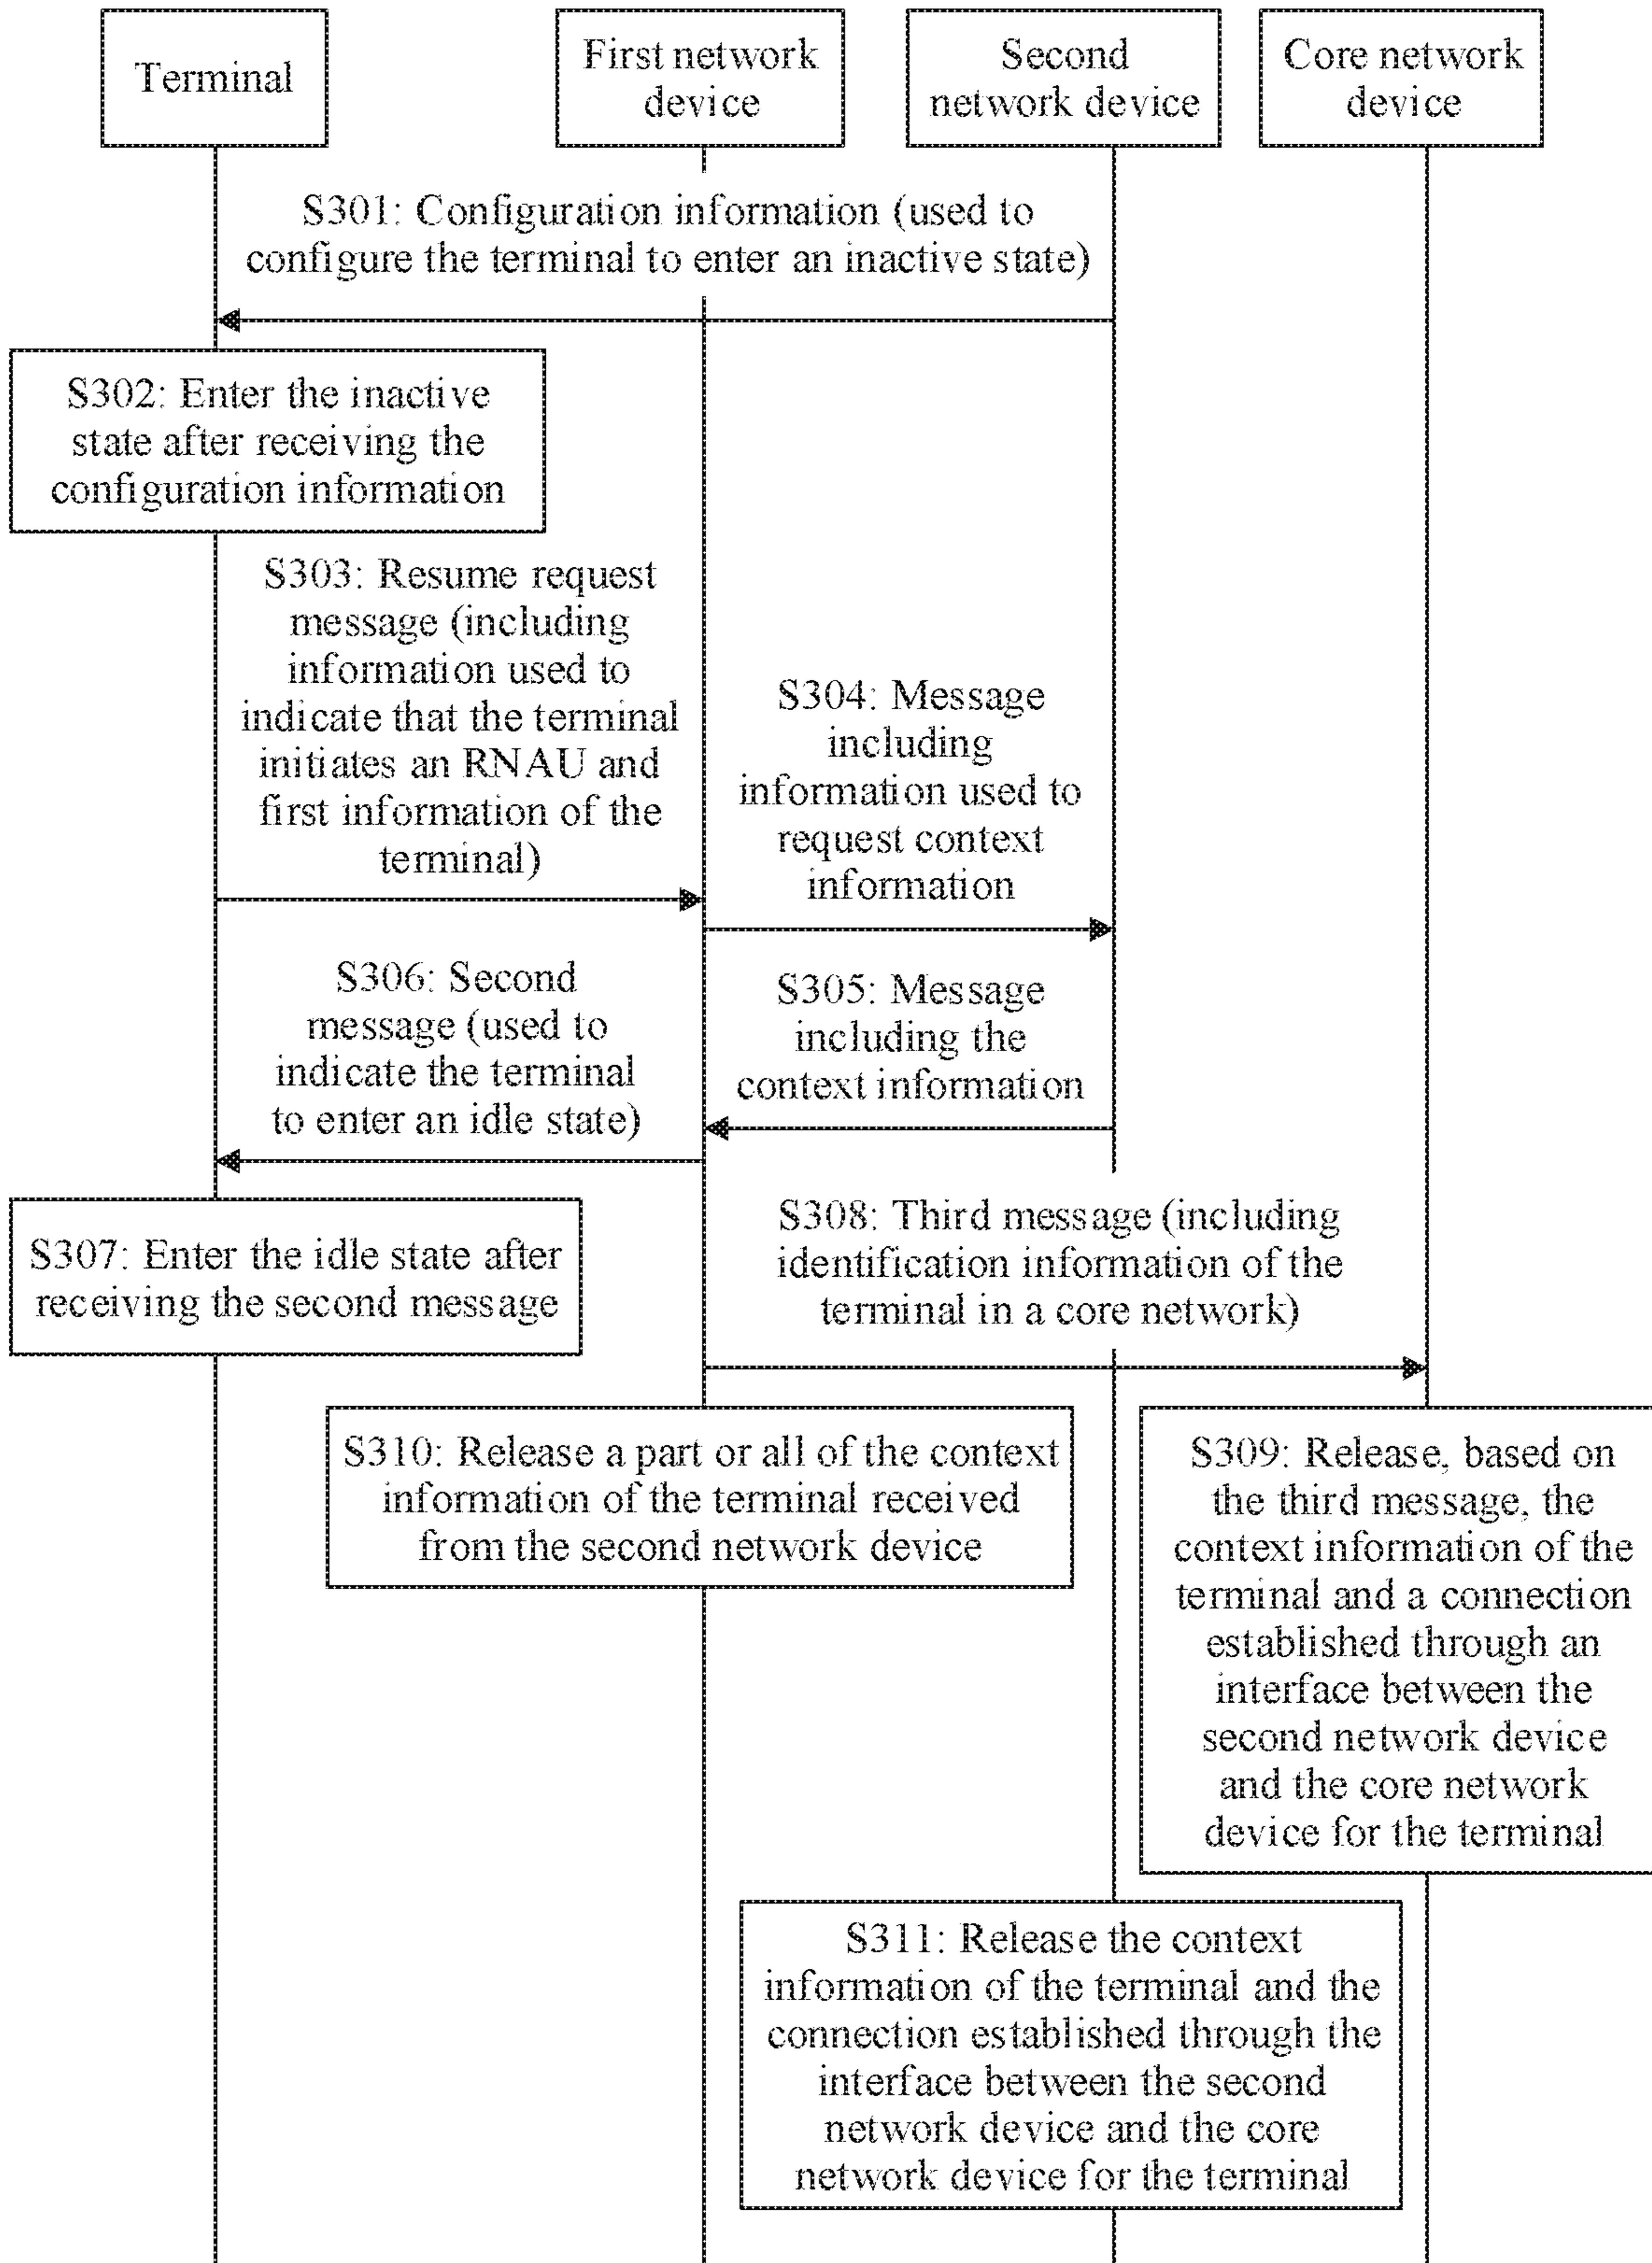 Terminal
First network
device
Second
network device
Core network
device
S301: Configuration information (used to
configure the terminal to enter an inactive state)
S302: Enter the inactive
state after receiving the
configuration information
S303: Resume request
message (including
information used to
indicate that the terminal
initiates an RNAU and
first information of the
terminal)
S304: Message
including
information used to
request context
information
S306: Second
message (used to
indicate the terminal
to enter an idle state)
S305: Message
including the
context information
S307: Enter the idle state after
receiving the second message
S308: Third message (including
identification information of the
terminal in a core network)
S310: Release a part or all of the context
information of the terminal received
from the second network device
S309: Release, based on
the third message, the
context information of the
terminal and a connection
established through an
interface between the
second network device
and the core network
device for the terminal
S311: Release the context
information of the terminal and the
connection established through the
interface between the second
network device and the core
network device for the terminal